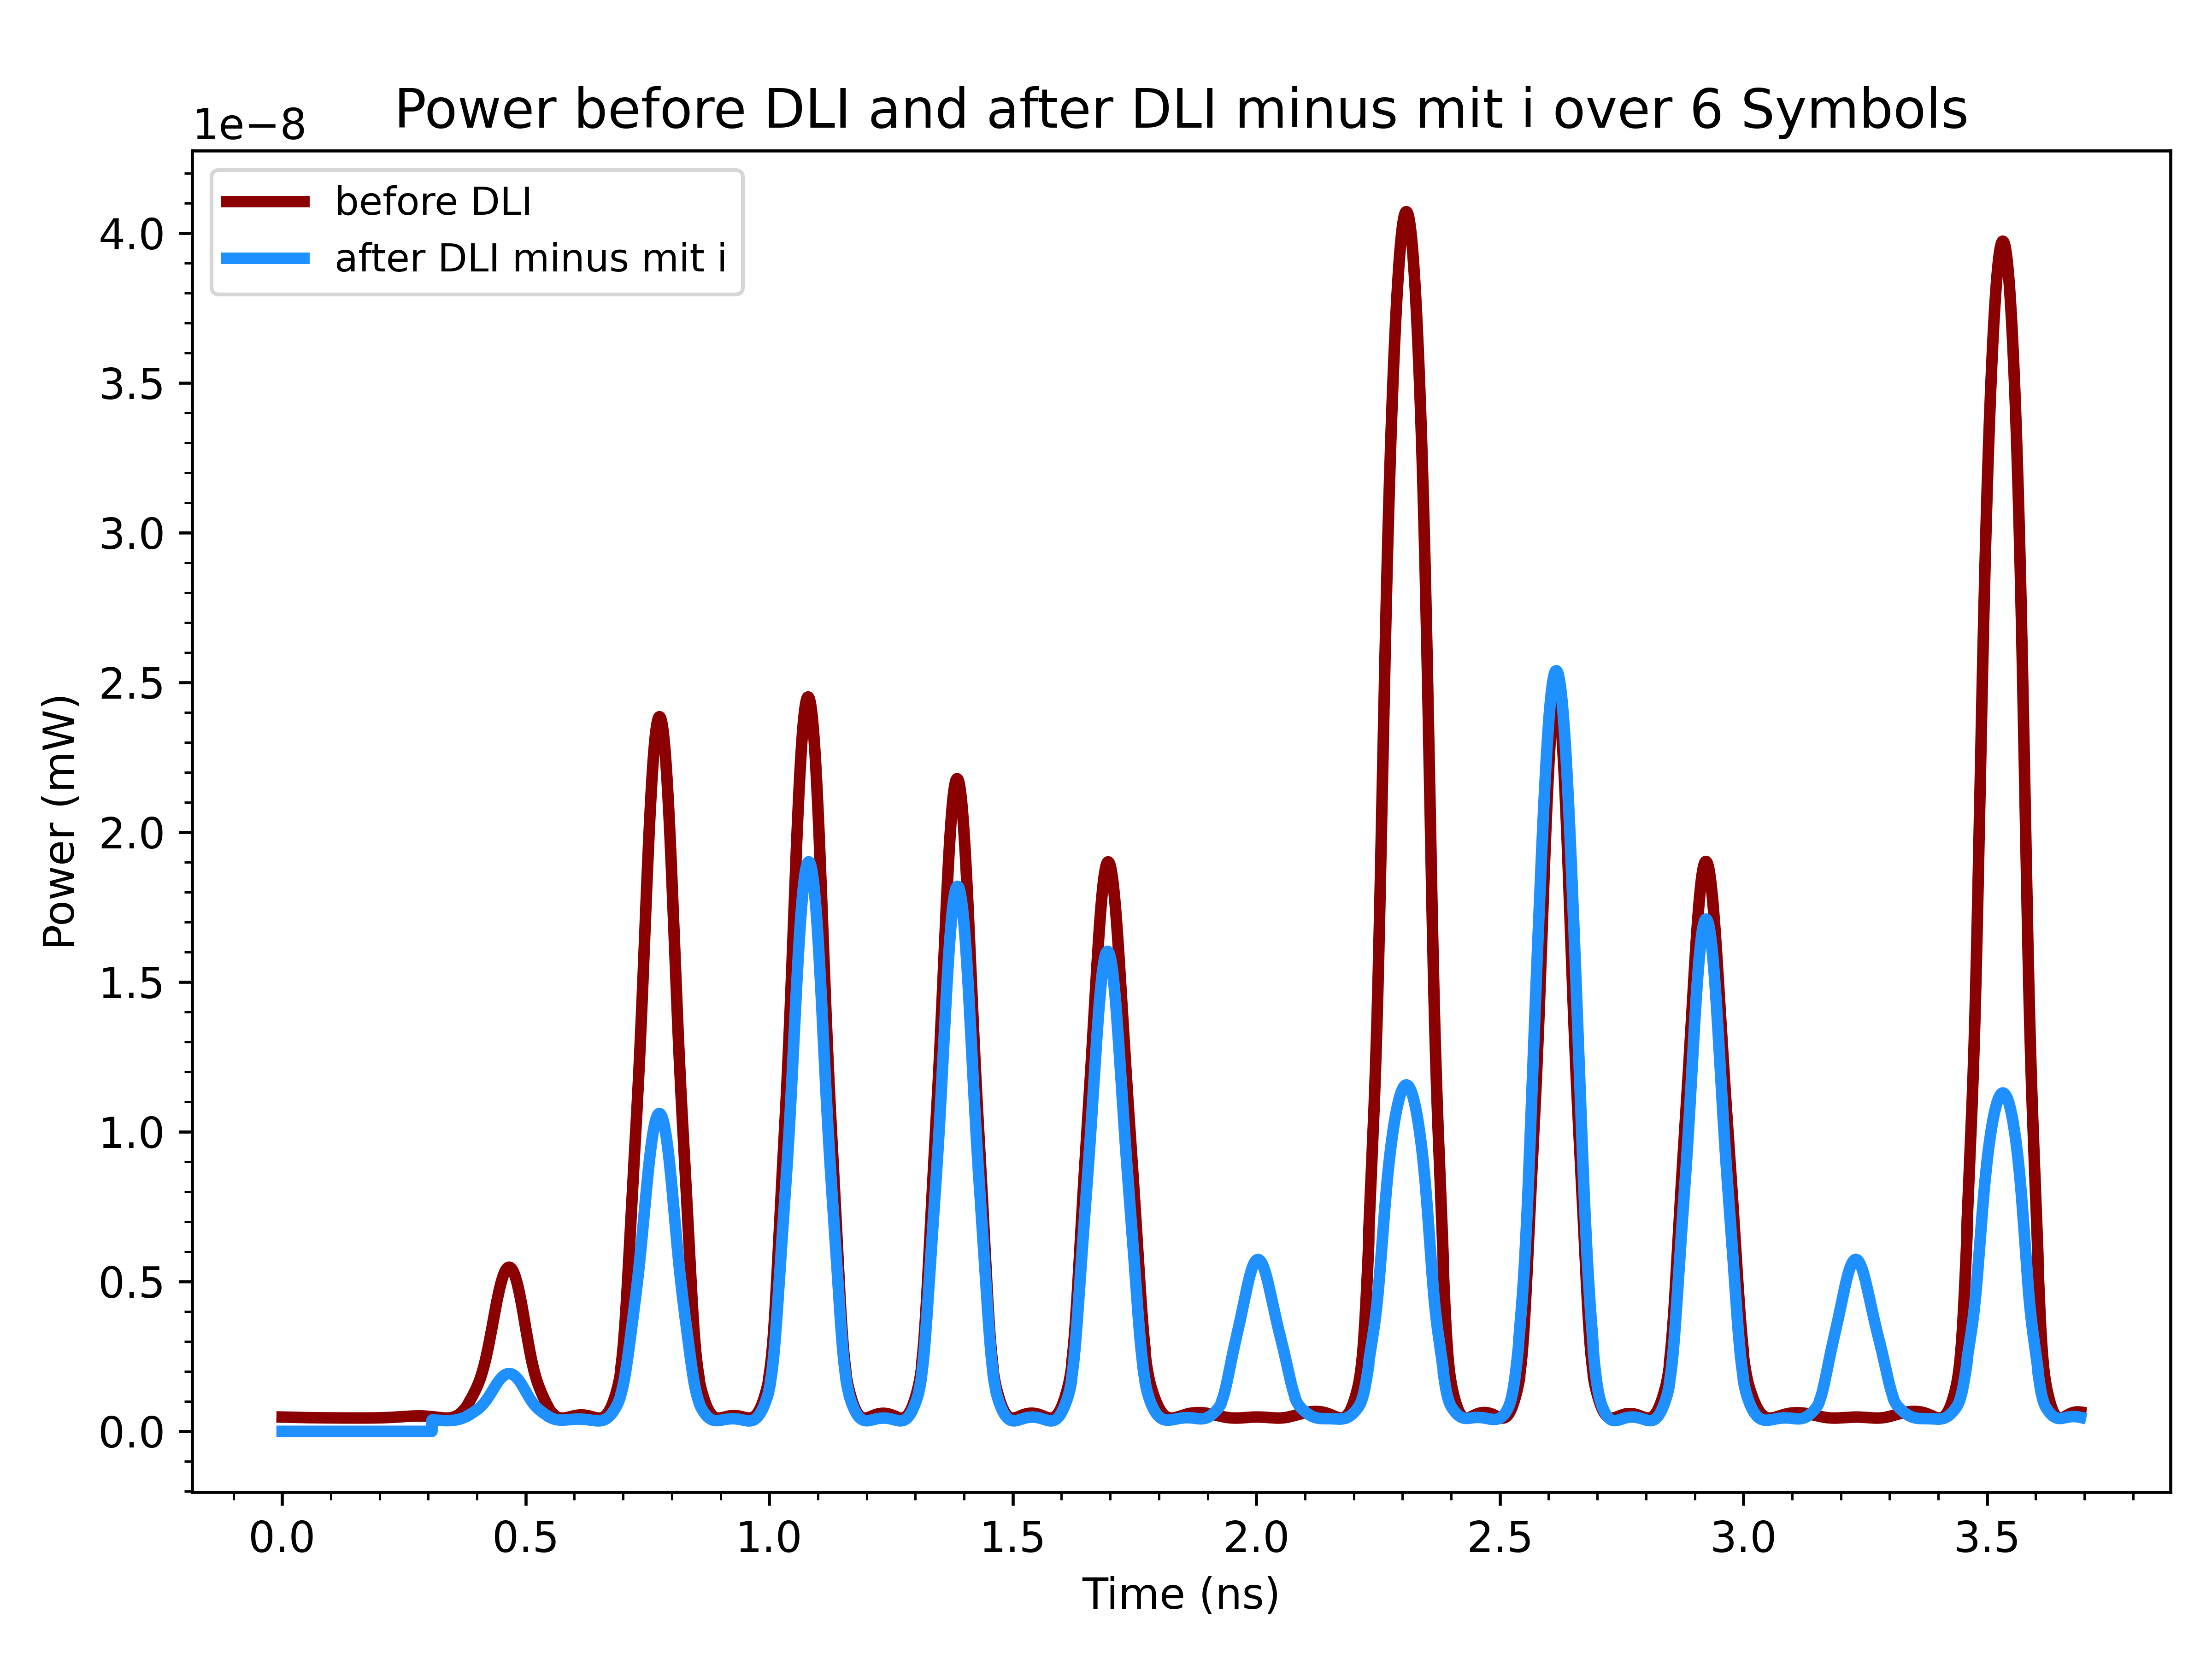 Power before DLI and after DLI minus mit i over 6 Symbols
1e−8
before DLI
after DLI minus mit i
4.0
3.5
3.0
2.5
2.0
1.5
1.0
0.5
0.0
Power (mW)
0.0 0.5 1.0 1.5 2.0 2.5 3.0 3.5
Time (ns)